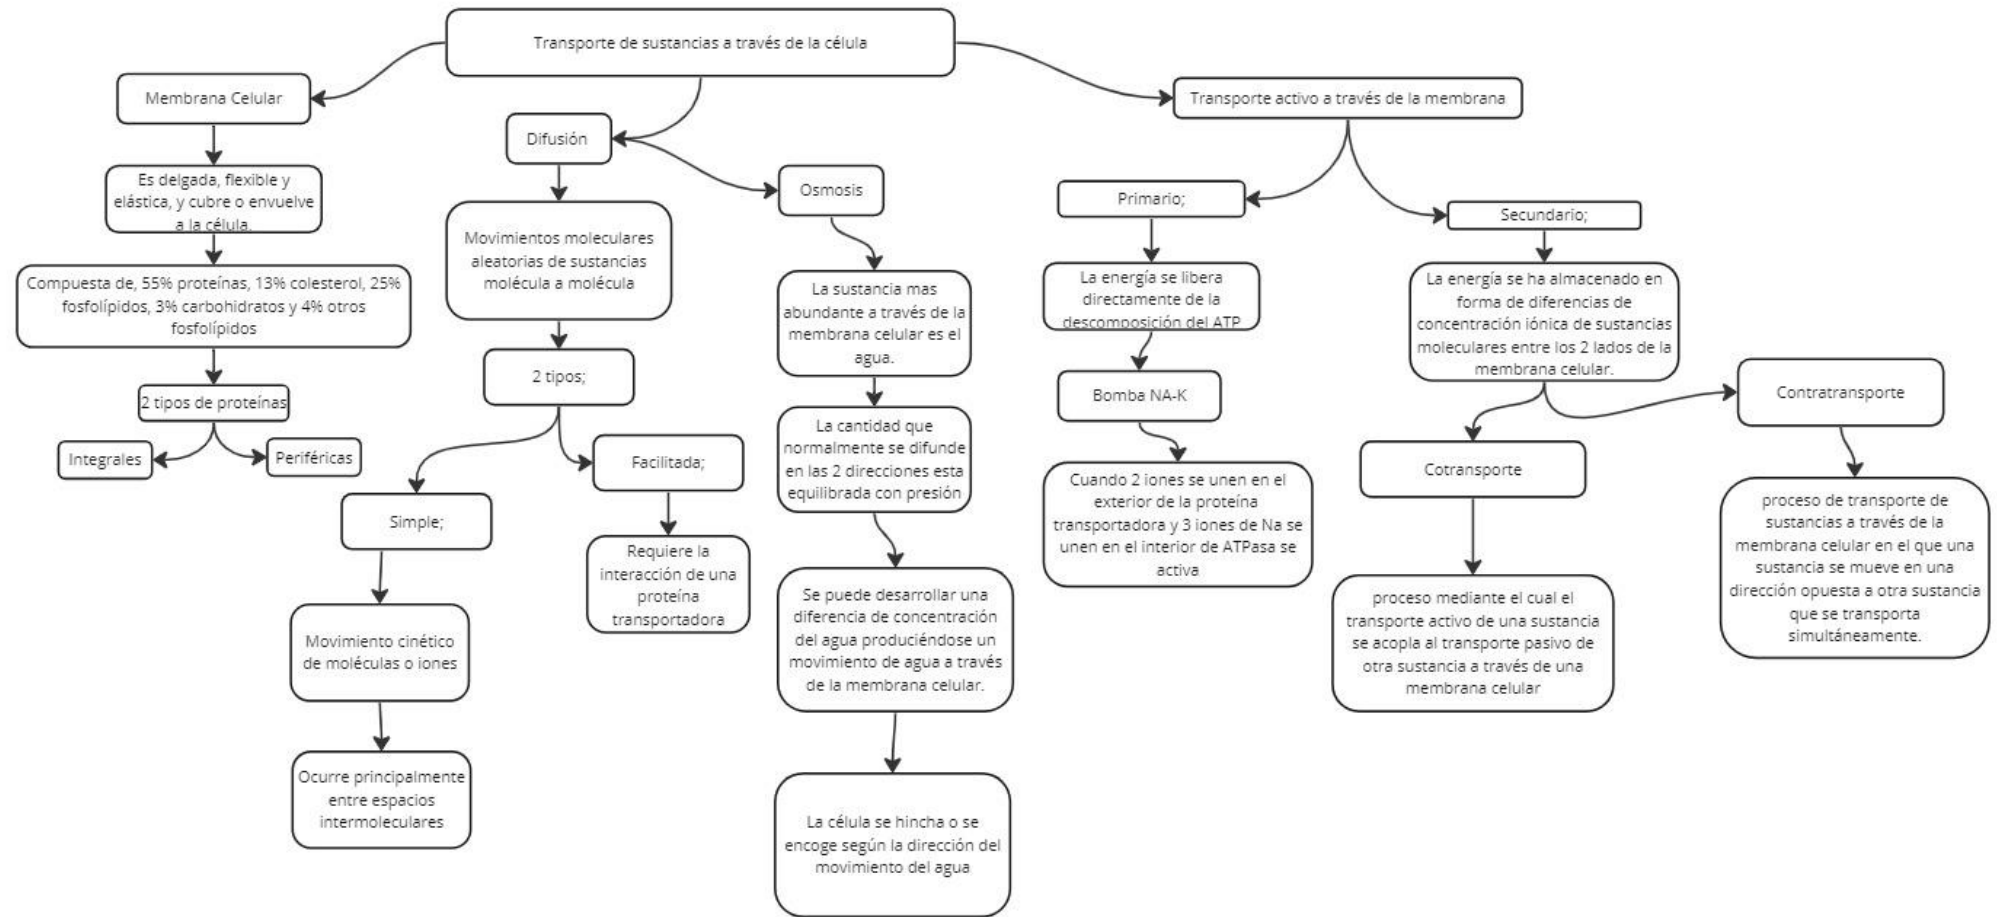 Transporte de sustancias a través de la célula
Membrana Celular
Es delgada, flexible y
elástica, y cubre o envuelve
a la célula.
Compuesta de, 55% proteínas, 13% colesterol, 25%
fosfolípidos, 3% carbohidratos y 4% otros
fosfolípidos
2 tipos de proteínas
Integrales
Periféricas
Difusión
Movimientos moleculares
aleatorias de sustancias
molécula a molécula
2 tipos;
Simple;
Movimiento cinético
de moléculas o iones
Ocurre principalmente
entre espacios
intermoleculares
Facilitada;
Requiere la
interacción de una
proteína
transportadora
Osmosis
La sustancia mas
abundante a través de la
membrana celular es el
agua.
La cantidad que
normalmente se difunde
en las 2 direcciones esta
equilibrada con presión
Se puede desarrollar una
diferencia de concentración
del agua produciéndose un
movimiento de agua a través
de la membrana celular.
La célula se hincha o se
encoge según la dirección del
movimiento del agua
Transporte activo a través de la membrana
Primario;
La energía se libera
directamente de la
descomposición del ATP
Bomba NA-K
Cuando 2 iones se unen en el
exterior de la proteína
transportadora y 3 iones de Na se
unen en el interior de ATPasa se
activa
Secundario;
La energía se ha almacenado en
forma de diferencias de
concentración iónica de sustancias
moleculares entre los 2 lados de la
membrana celular.
Cotransporte
proceso mediante el cual el
transporte activo de una sustancia
se acopla al transporte pasivo de
otra sustancia a través de una
membrana celular
Contratransporte
proceso de transporte de
sustancias a través de la
membrana celular en el que una
sustancia se mueve en una
dirección opuesta a otra sustancia
que se transporta
simultáneamente.